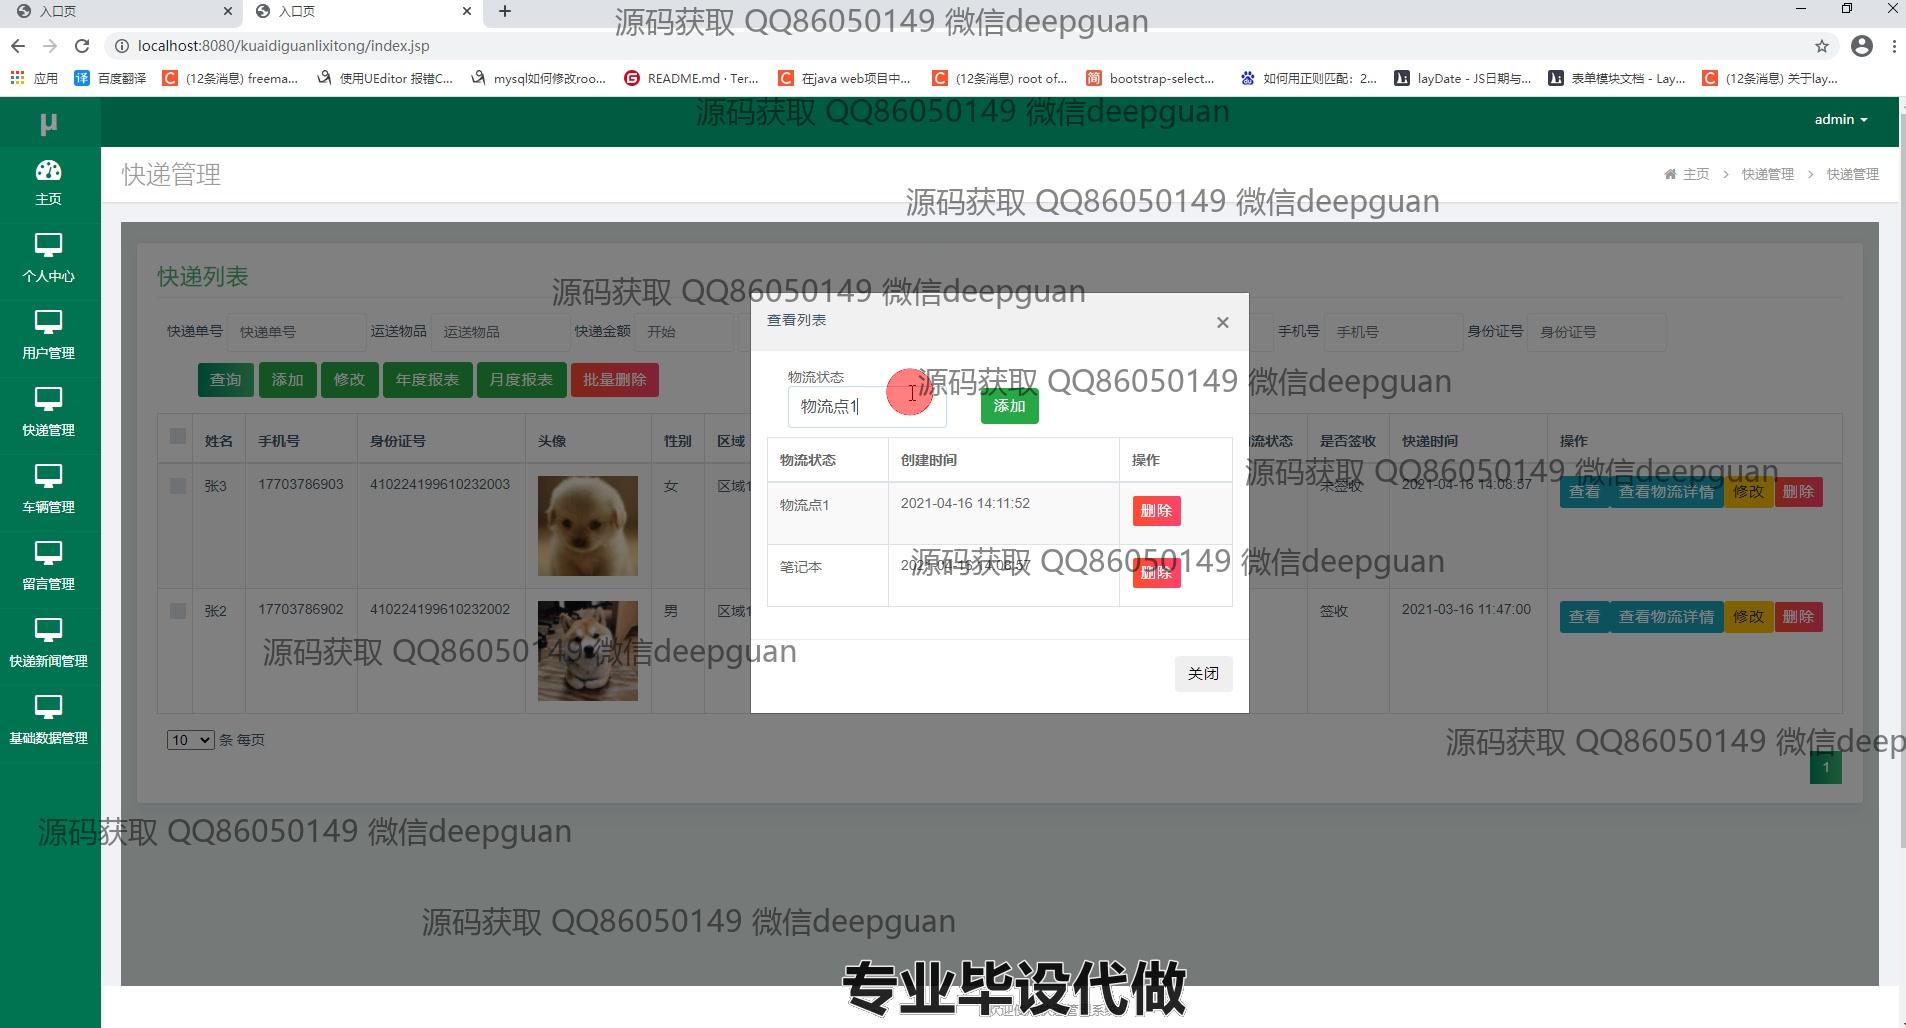 入口页
入口页
源码获取 QQ86050149 微信deepguan
localhost:8080/kuaidiguanlixitong/index.jsp
应用
百度翻译
(12条消息) freema...
使用UEditor 报错C...
mysql如何修改roo...
README.md · Ter...
在java web项目中...
(12条消息) root of...
bootstrap-select...
如何用正则匹配：2...
layDate - JS日期与...
表单模块文档 - Lay...
(12条消息) 关于lay...
μ
源码获取 QQ86050149 微信deepguan
admin
主页
快递管理
主页 > 快递管理 > 快递管理
源码获取 QQ86050149 微信deepguan
个人中心
用户管理
快递管理
车辆管理
留言管理
快递新闻管理
基础数据管理
快递列表
源码获取 QQ86050149 微信deepguan
快递单号 快递单号 运送物品 运送物品 快递金额 开始 手机号 手机号 身份证号 身份证号
查询 添加 修改 年度报表 月度报表 批量删除
姓名 手机号 身份证号 头像 性别 区域 流状态 是否签收 快递时间 操作
张3 17703786903 410224199610232003 女 区域1 未签收 2021-04-16 14:08:57 查看 查看物流详情 修改 删除
张2 17703786902 410224199610232002 男 区域1 签收 2021-03-16 11:47:00 查看 查看物流详情 修改 删除
10 条 每页
1
查看列表 ×
物流状态
源码获取 QQ86050149 微信deepguan
物流点1 添加
物流状态 创建时间 操作
源码获取 QQ86050149 微信deepguan
物流点1 2021-04-16 14:11:52 删除
笔记本 2021-04-16 14:08:57 删除
源码获取 QQ86050149 微信deepguan
关闭
源码获取 QQ86050149 微信deepguan
源码获取 QQ86050149 微信deep
源码获取 QQ86050149 微信deepguan
源码获取 QQ86050149 微信deepguan
专业毕设代做